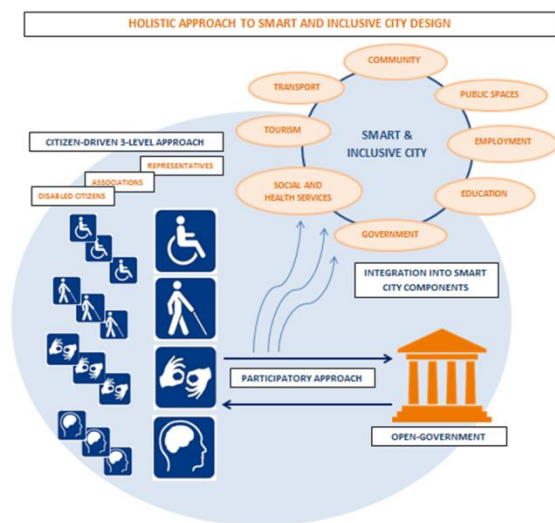 HOLISTIC APPROACH TO SMART AND INCLUSIVE CITY DESIGN
COMMUNITY
TRANSPORT
PUBLIC SPACES
TOURISM
SMART &
INCLUSIVE CITY
EMPLOYMENT
SOCIAL AND
HEALTH SERVICES
EDUCATION
GOVERNMENT
CITIZEN-DRIVEN 3-LEVEL APPROACH
REPRESENTATIVES
ASSOCIATIONS
DISABLED CITIZENS
INTEGRATION INTO SMART
CITY COMPONENTS
PARTICIPATORY APPROACH
OPEN-GOVERNMENT